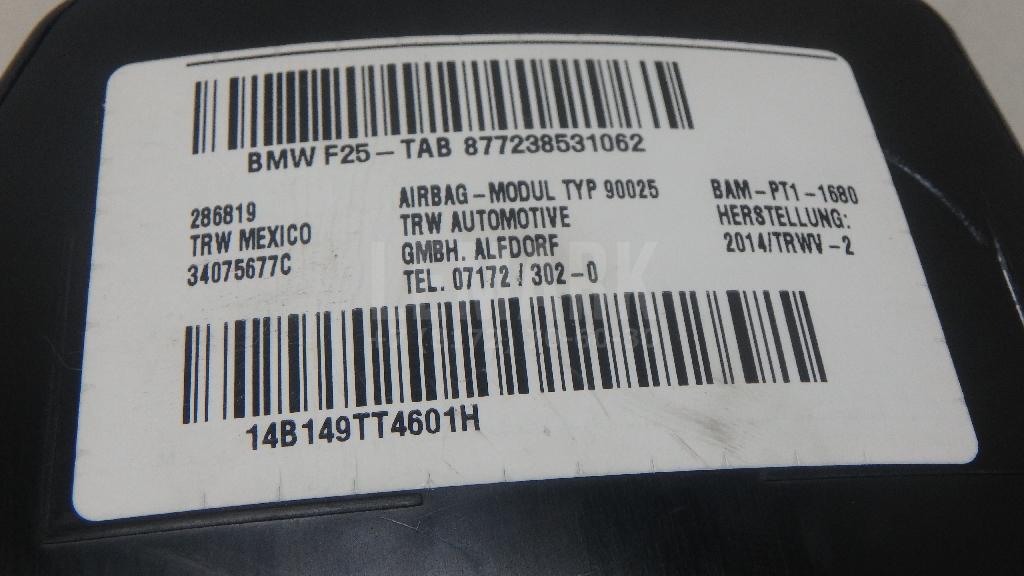 BMW F25-TAB 877238531062
286819
TRW MEXICO
34075677C
AIRBAG-MODUL TYP 90025
TRW AUTOMOTIVE
GMBH. ALFDORF
TEL. 07172/302-0
BAM-PT1-1680
HERSTELLUNG:
2014/TRWV-2
14B149TT4601H